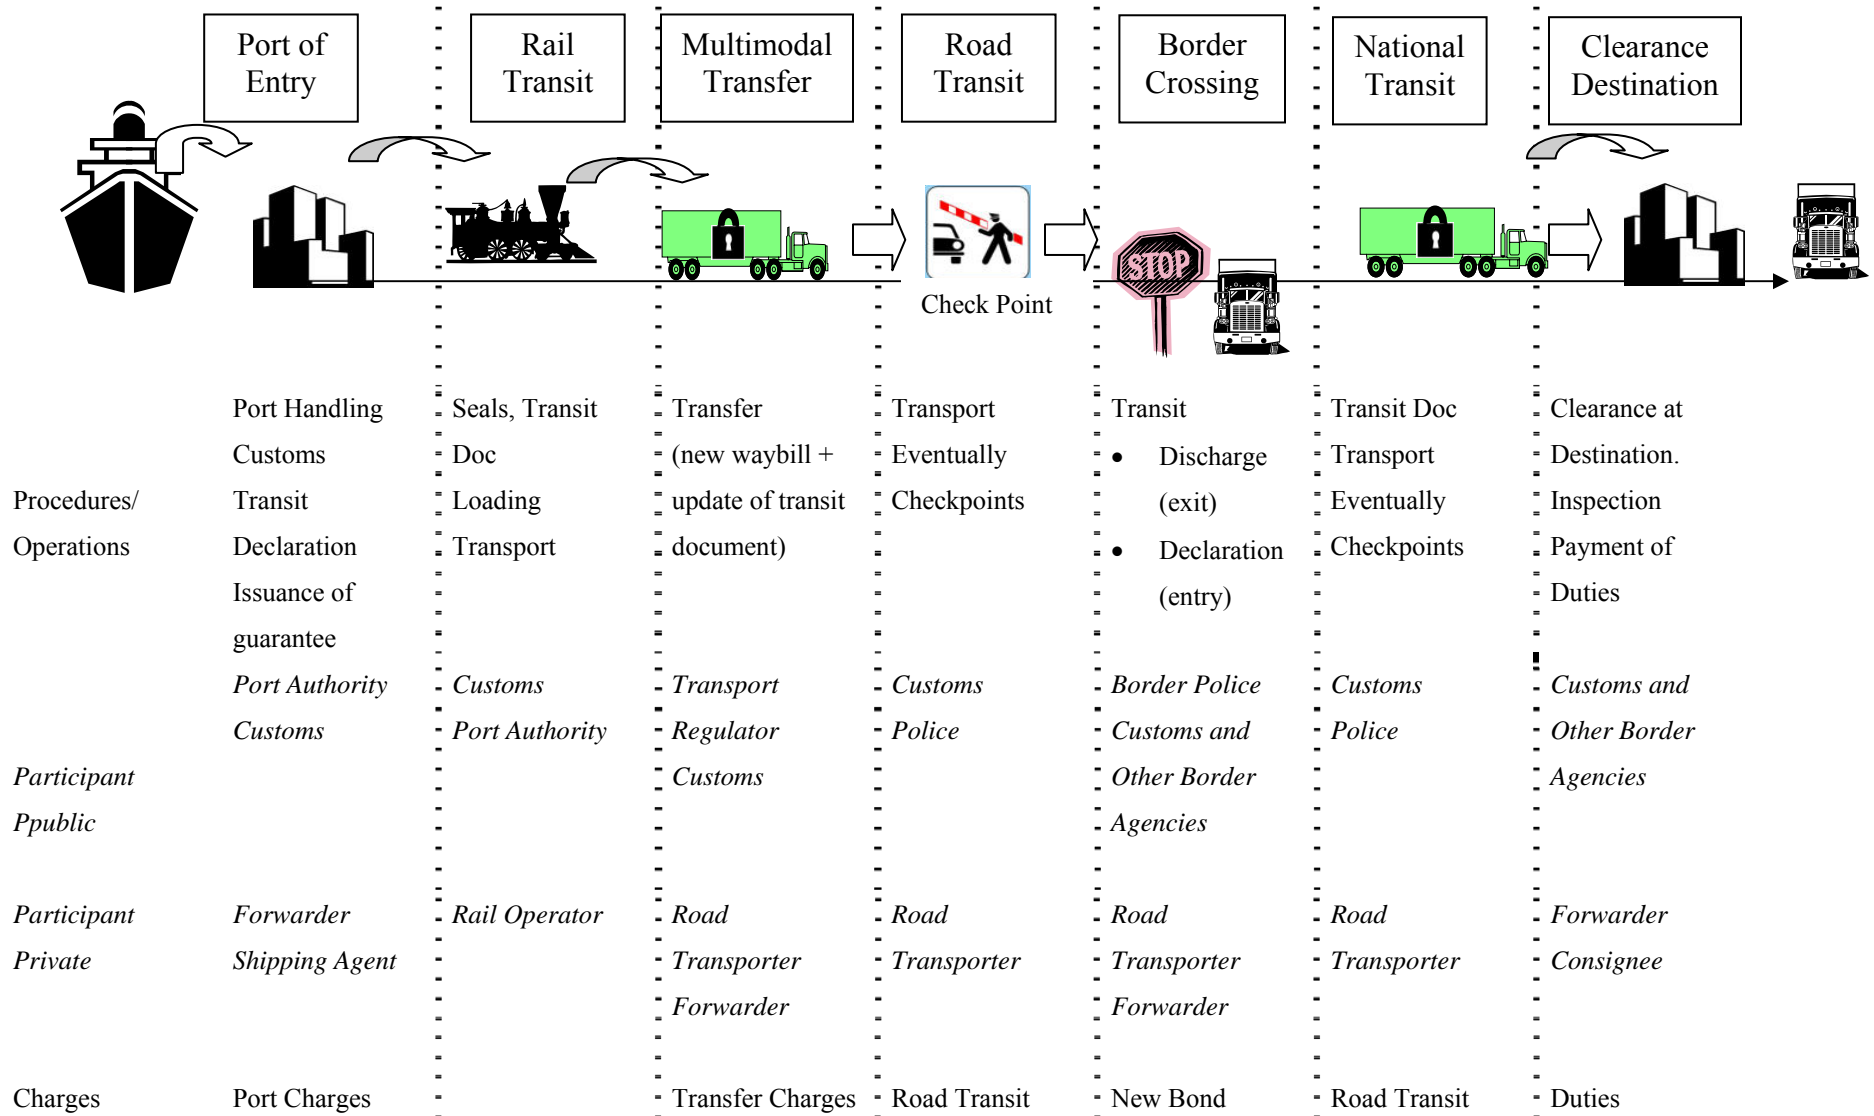 Port of Entry
Rail Transit
Multimodal Transfer
Road Transit
Border Crossing
National Transit
Clearance Destination
STOP
Check Point
Procedures/
Operations
Port Handling
Customs
Transit
Declaration
Issuance of
guarantee
Seals, Transit
Doc
Loading
Transport
Transfer
(new waybill +
update of transit
document)
Transport
Eventually
Checkpoints
Transit
• Discharge
(exit)
• Declaration
(entry)
Transit Doc
Transport
Eventually
Checkpoints
Clearance at
Destination.
Inspection
Payment of
Duties
Participant
Ppublic
Port Authority
Customs
Customs
Port Authority
Transport
Regulator
Customs
Customs
Police
Border Police
Customs and
Other Border
Agencies
Customs
Police
Customs and
Other Border
Agencies
Participant
Private
Forwarder
Shipping Agent
Rail Operator
Road
Transporter
Forwarder
Road
Transporter
Road
Transporter
Forwarder
Road
Transporter
Forwarder
Consignee
Charges
Port Charges
Transfer Charges
Road Transit
New Bond
Road Transit
Duties